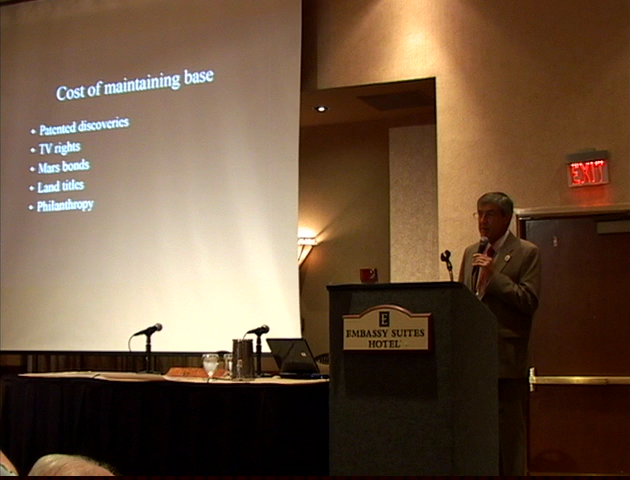 Cost of maintaining base
Patented discoveries
TV rights
Mars bonds
Land titles
Philanthropy
EXIT
E
EMBASSY SUITES
HOTEL